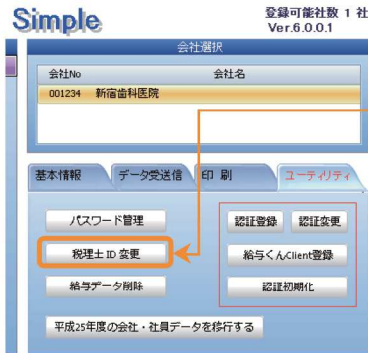 Simple
登録可能社数 1 社
Ver.6.0.0.1
会社選択
会社No 会社名
001234 新宿歯科医院
基本情報 データ受送信 印 刷 ユーティリティ
パスワード管理 認証登録 認証変更
税理士 ID 変更 給与くんClient登録
給与データ削除 認証初期化
平成25年度の会社・社員データを移行する